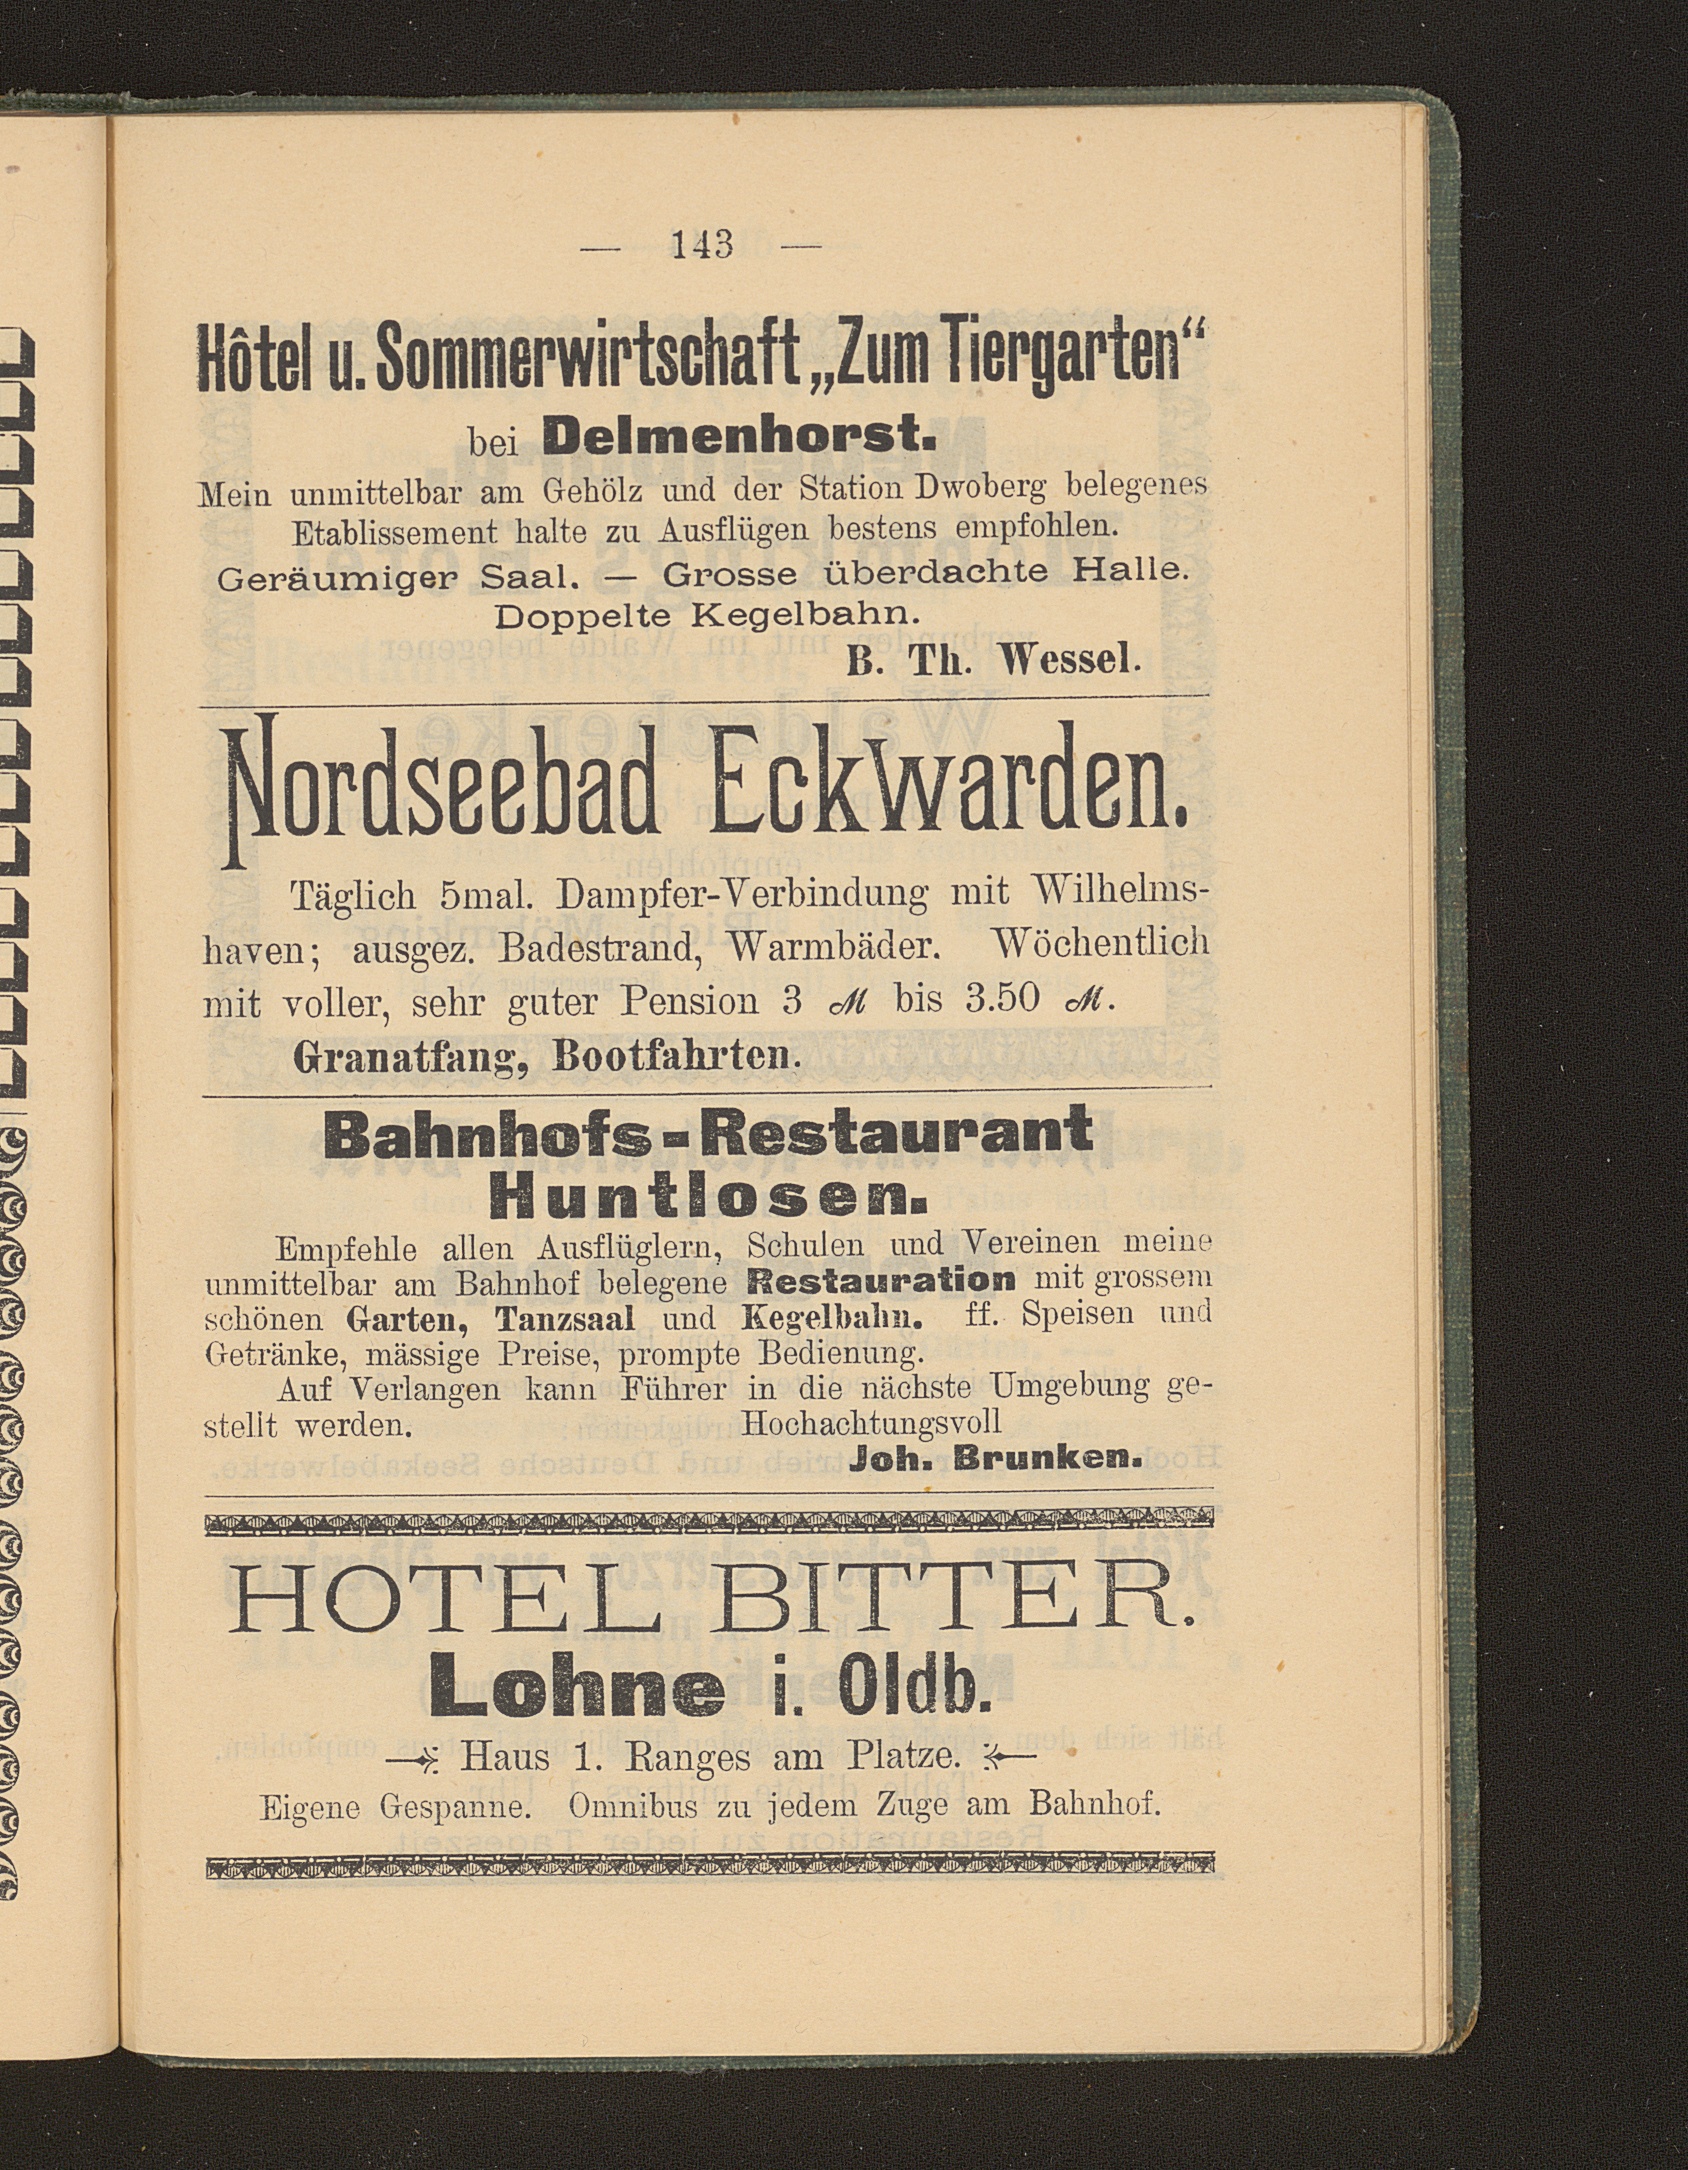 — 143 —
Hôtel u. Sommerwirtschaft „Zum Tiergarten“
bei Delmenhorst.
Mein unmittelbar am Gehölz und der Station Dwoberg belegenes
Etablissement halte zu Ausflügen bestens empfohlen.
Geräumiger Saal. — Grosse überdachte Halle.
Doppelte Kegelbahn.
B. Th. Wessel.
Nordseebad Eckwarden.
Täglich 5mal. Dampfer-Verbindung mit Wilhelms-
haven; ausgez. Badestrand, Warmbäder. Wöchentlich
mit voller, sehr guter Pension 3 ℳ bis 3.50 ℳ.
Granatfang, Bootfahrten.
Bahnhofs-Restaurant
Huntlosen.
Empfehle allen Ausflüglern, Schulen und Vereinen meine
unmittelbar am Bahnhof belegene Restauration mit grossem
schönen Garten, Tanzsaal und Kegelbahn. ff. Speisen und
Getränke, mässige Preise, prompte Bedienung.
Auf Verlangen kann Führer in die nächste Umgebung ge-
stellt werden. Hochachtungsvoll
Joh. Brunken.
HOTEL BITTER.
Lohne i. Oldb.
Haus 1. Ranges am Platze.
Eigene Gespanne. Omnibus zu jedem Zuge am Bahnhof.